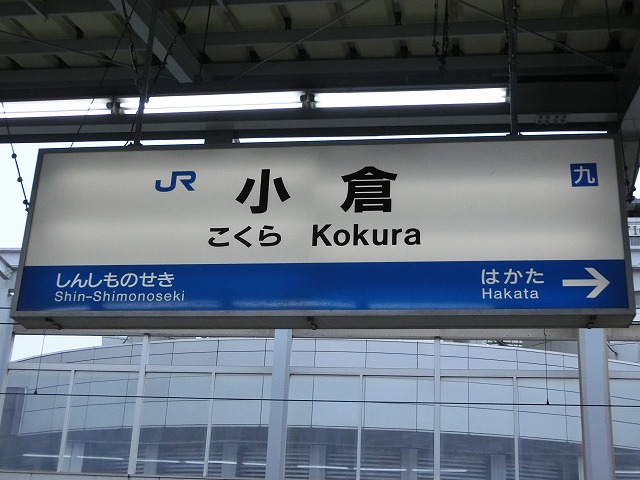 JR 小倉 九
こくら Kokura
しんしものせき はかた →
Shin-Shimonoseki Hakata